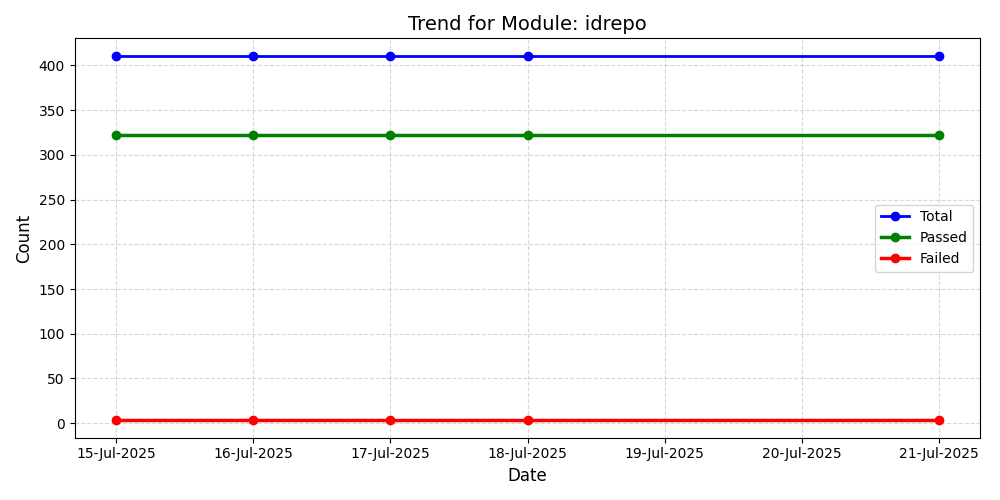 Trend for Module: idrepo
400
350
300
250
200
150
100
50
0
Count
Total
Passed
Failed
15-Jul-2025 16-Jul-2025 17-Jul-2025 18-Jul-2025 19-Jul-2025 20-Jul-2025 21-Jul-2025
Date